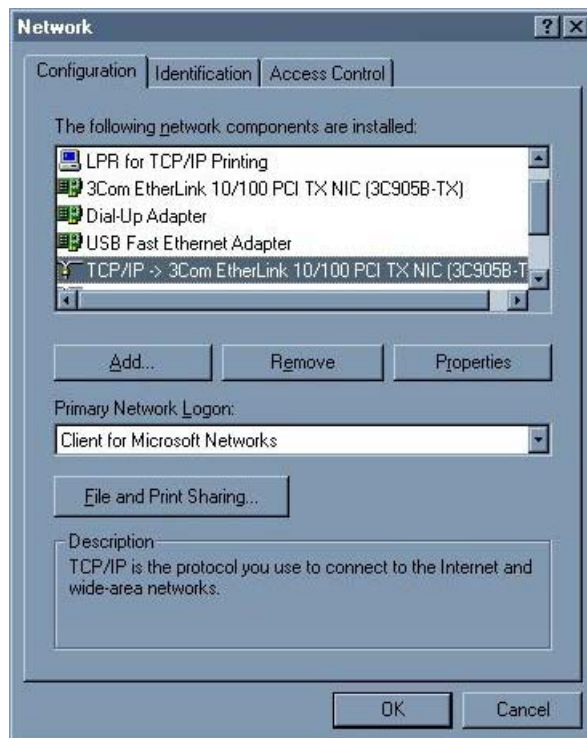 Network
Configuration Identification Access Control
The following network components are installed:
LPR for TCP/IP Printing
3Com EtherLink 10/100 PCI TX NIC (3C905B-TX)
Dial-Up Adapter
USB Fast Ethernet Adapter
TCP/IP -> 3Com EtherLink 10/100 PCI TX NIC (3C905B-T
Add... Remove Properties
Primary Network Logon:
Client for Microsoft Networks
File and Print Sharing...
Description
TCP/IP is the protocol you use to connect to the Internet and
wide-area networks.
OK Cancel